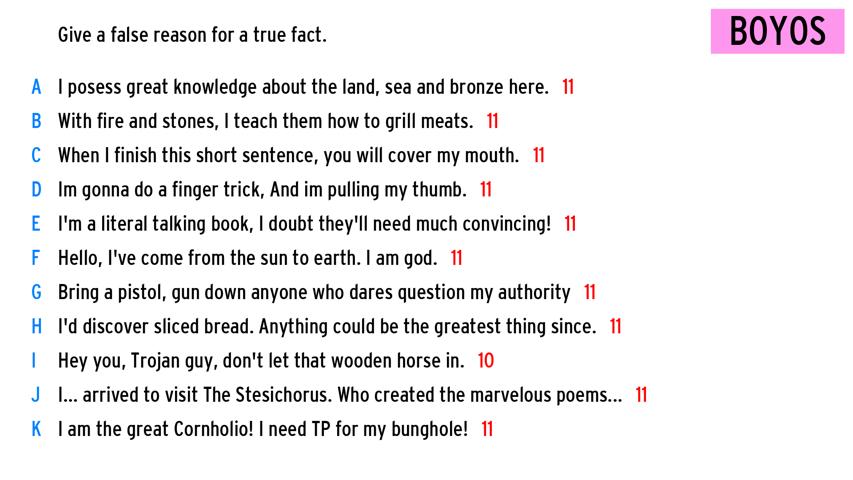 BOYOS
Give a false reason for a true fact.
A I posess great knowledge about the land, sea and bronze here. 11
B With fire and stones, I teach them how to grill meats. 11
C When I finish this short sentence, you will cover my mouth. 11
D Im gonna do a finger trick, And im pulling my thumb. 11
E I'm a literal talking book, I doubt they'll need much convincing! 11
F Hello, I've come from the sun to earth. I am god. 11
G Bring a pistol, gun down anyone who dares question my authority 11
H I'd discover sliced bread. Anything could be the greatest thing since. 11
I Hey you, Trojan guy, don't let that wooden horse in. 10
J I... arrived to visit The Stesichorus. Who created the marvelous poems... 11
K I am the great Cornholio! I need TP for my bunghole! 11